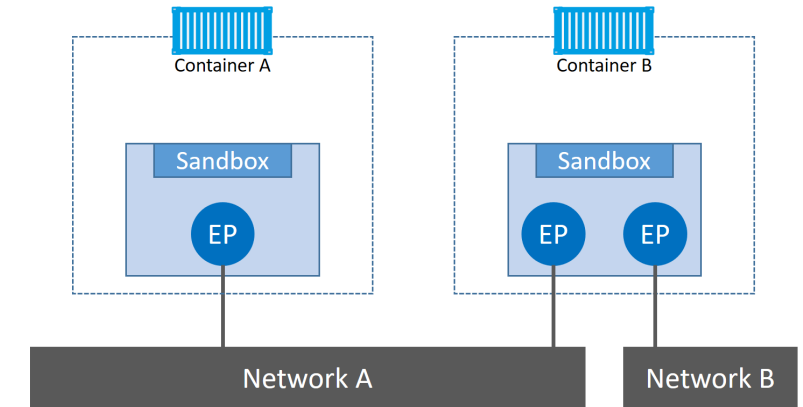 Container A
Container B
Sandbox
Sandbox
EP
EP
EP
Network A
Network B